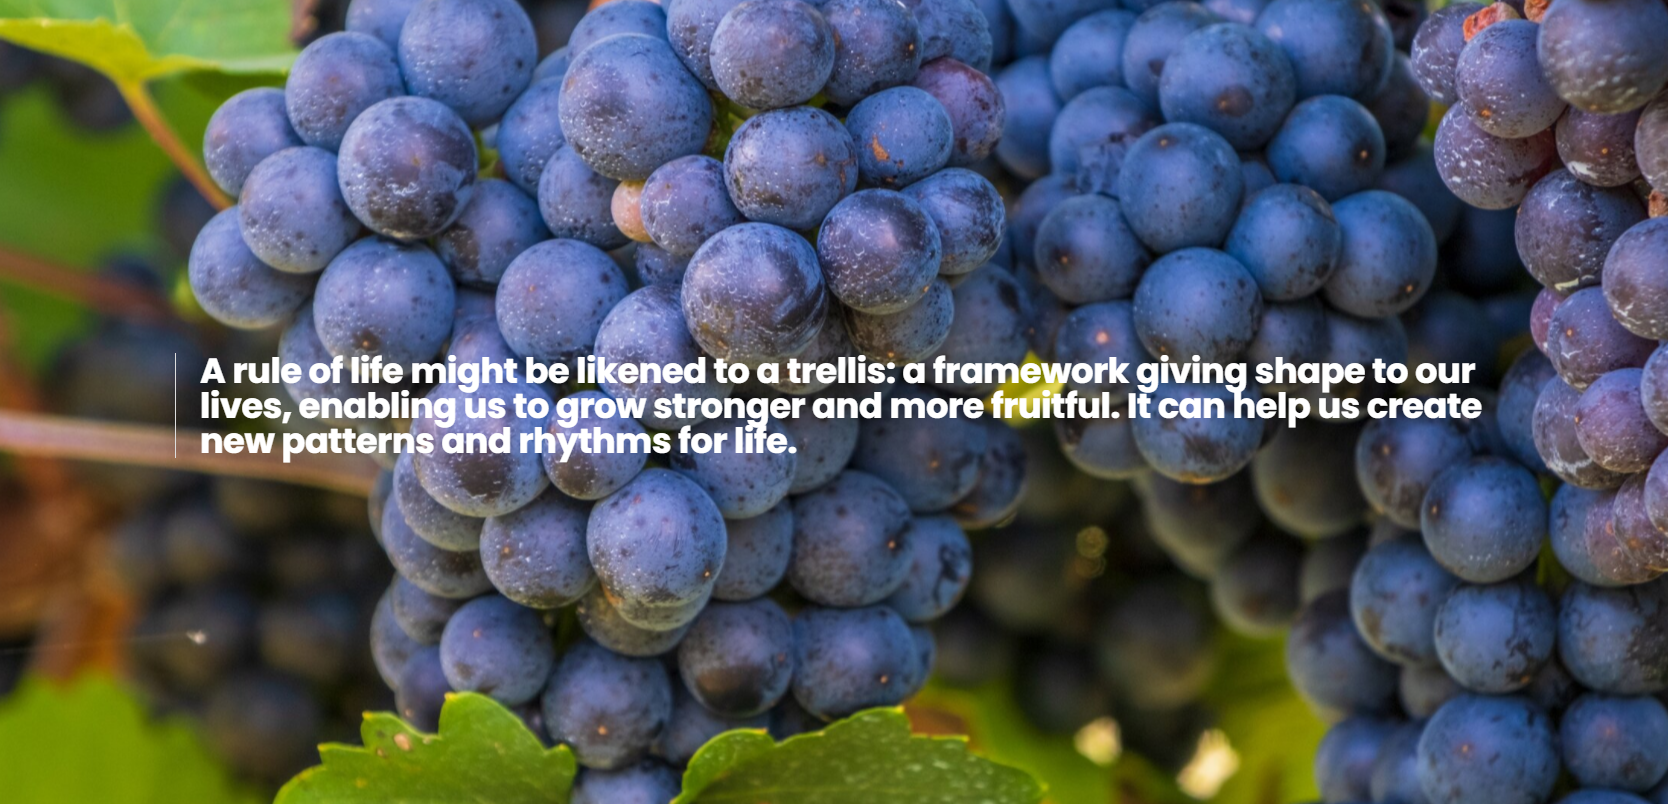 A rule of life might be likened to a trellis: a framework giving shape to our
lives, enabling us to grow stronger and more fruitful. It can help us create
new patterns and rhythms for life.